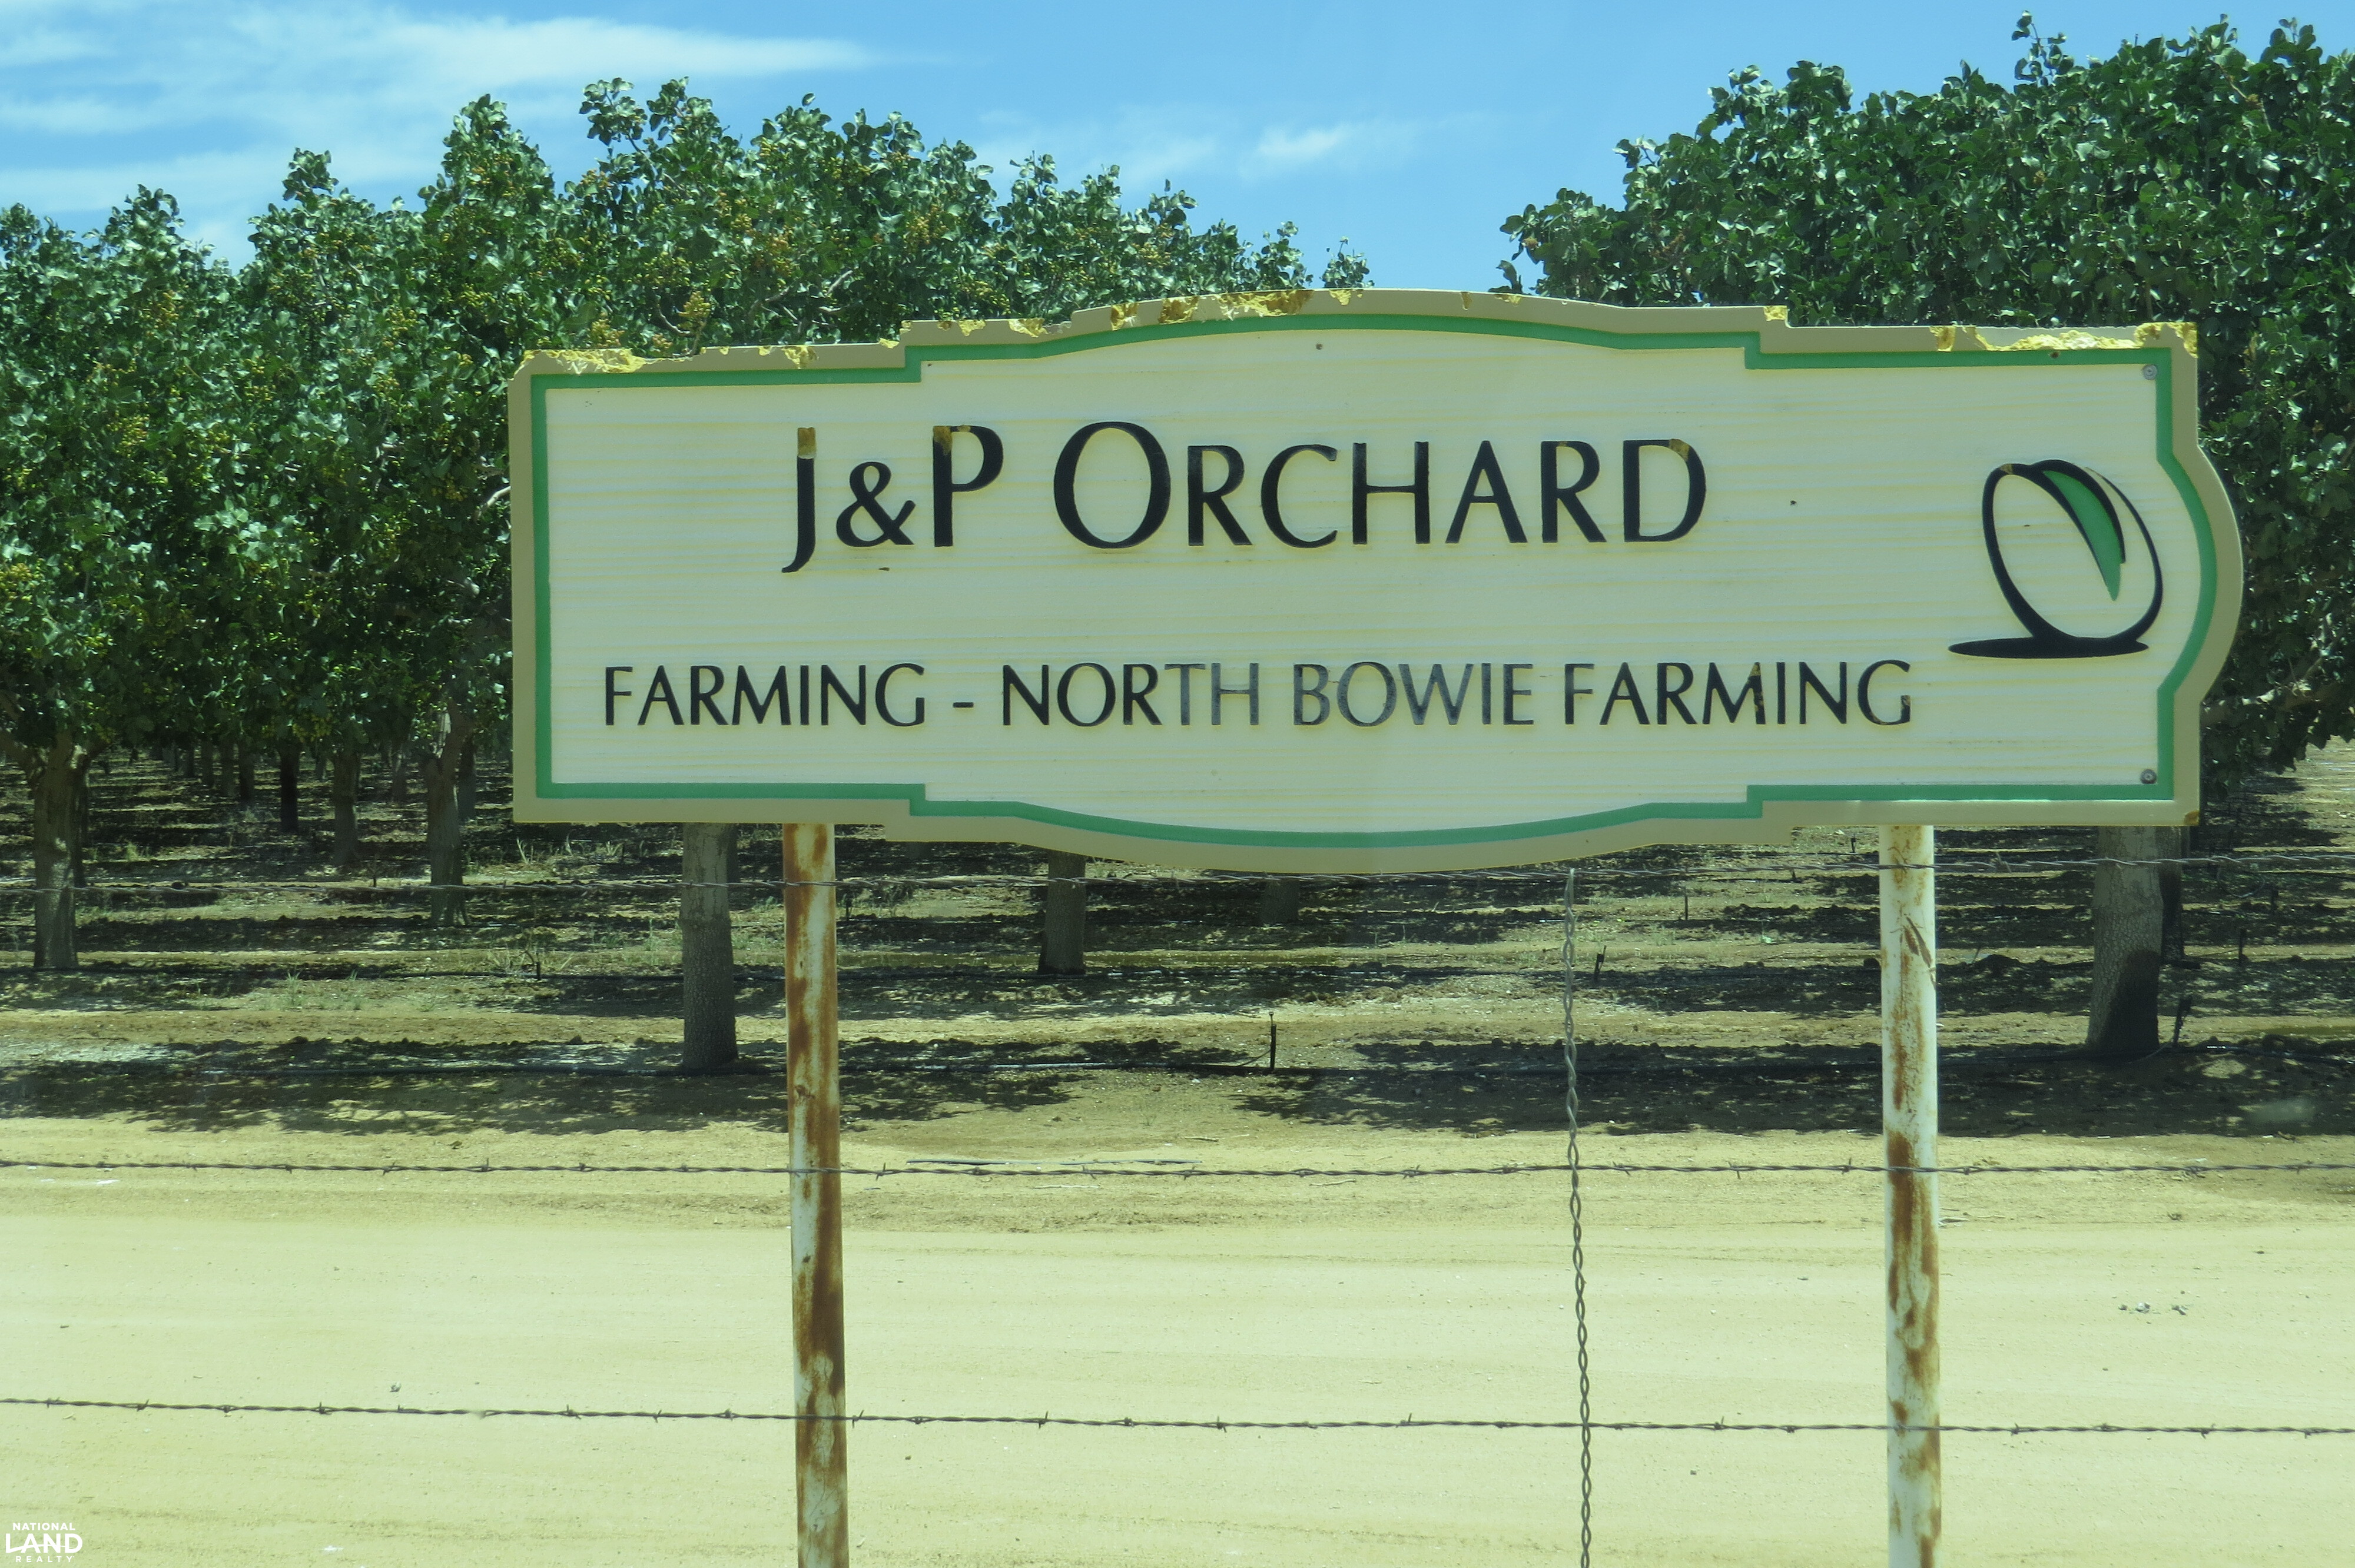 J&P ORCHARD
FARMING - NORTH BOWIE FARMING
NATIONAL
LAND
REALTY